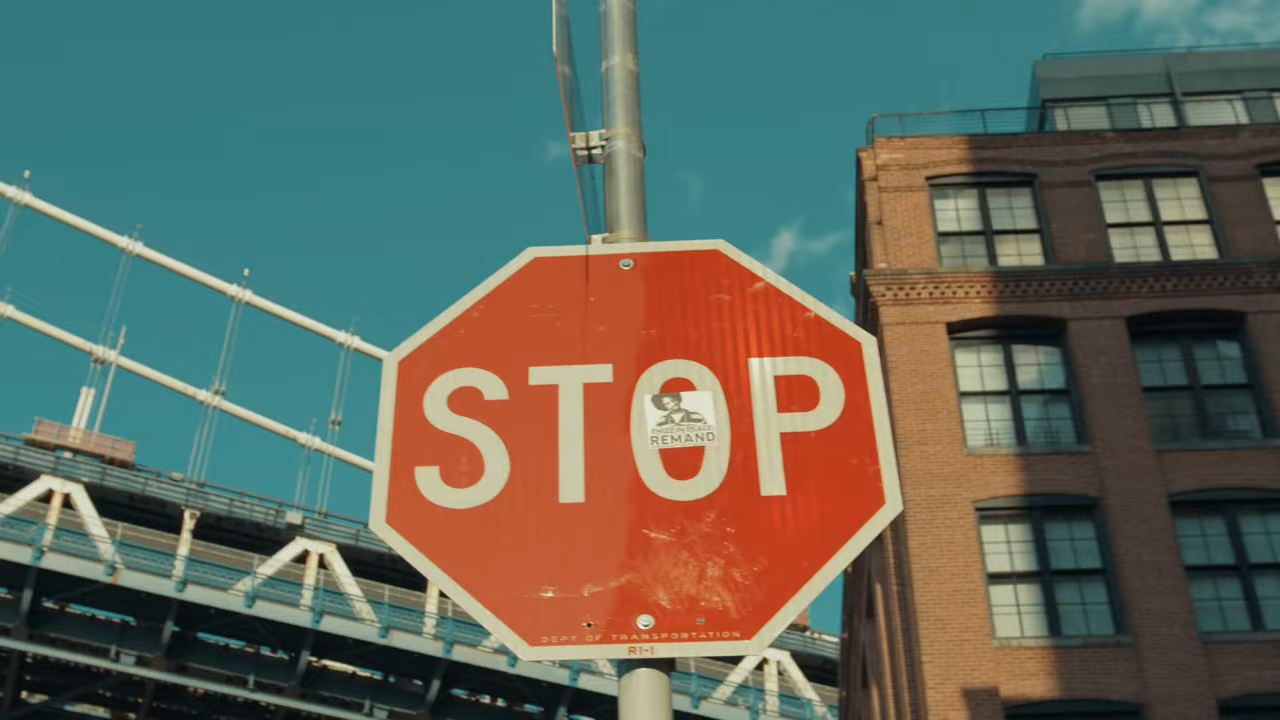 STOP
REMAND
DEPT OF TRANSPORTATION
R1-1